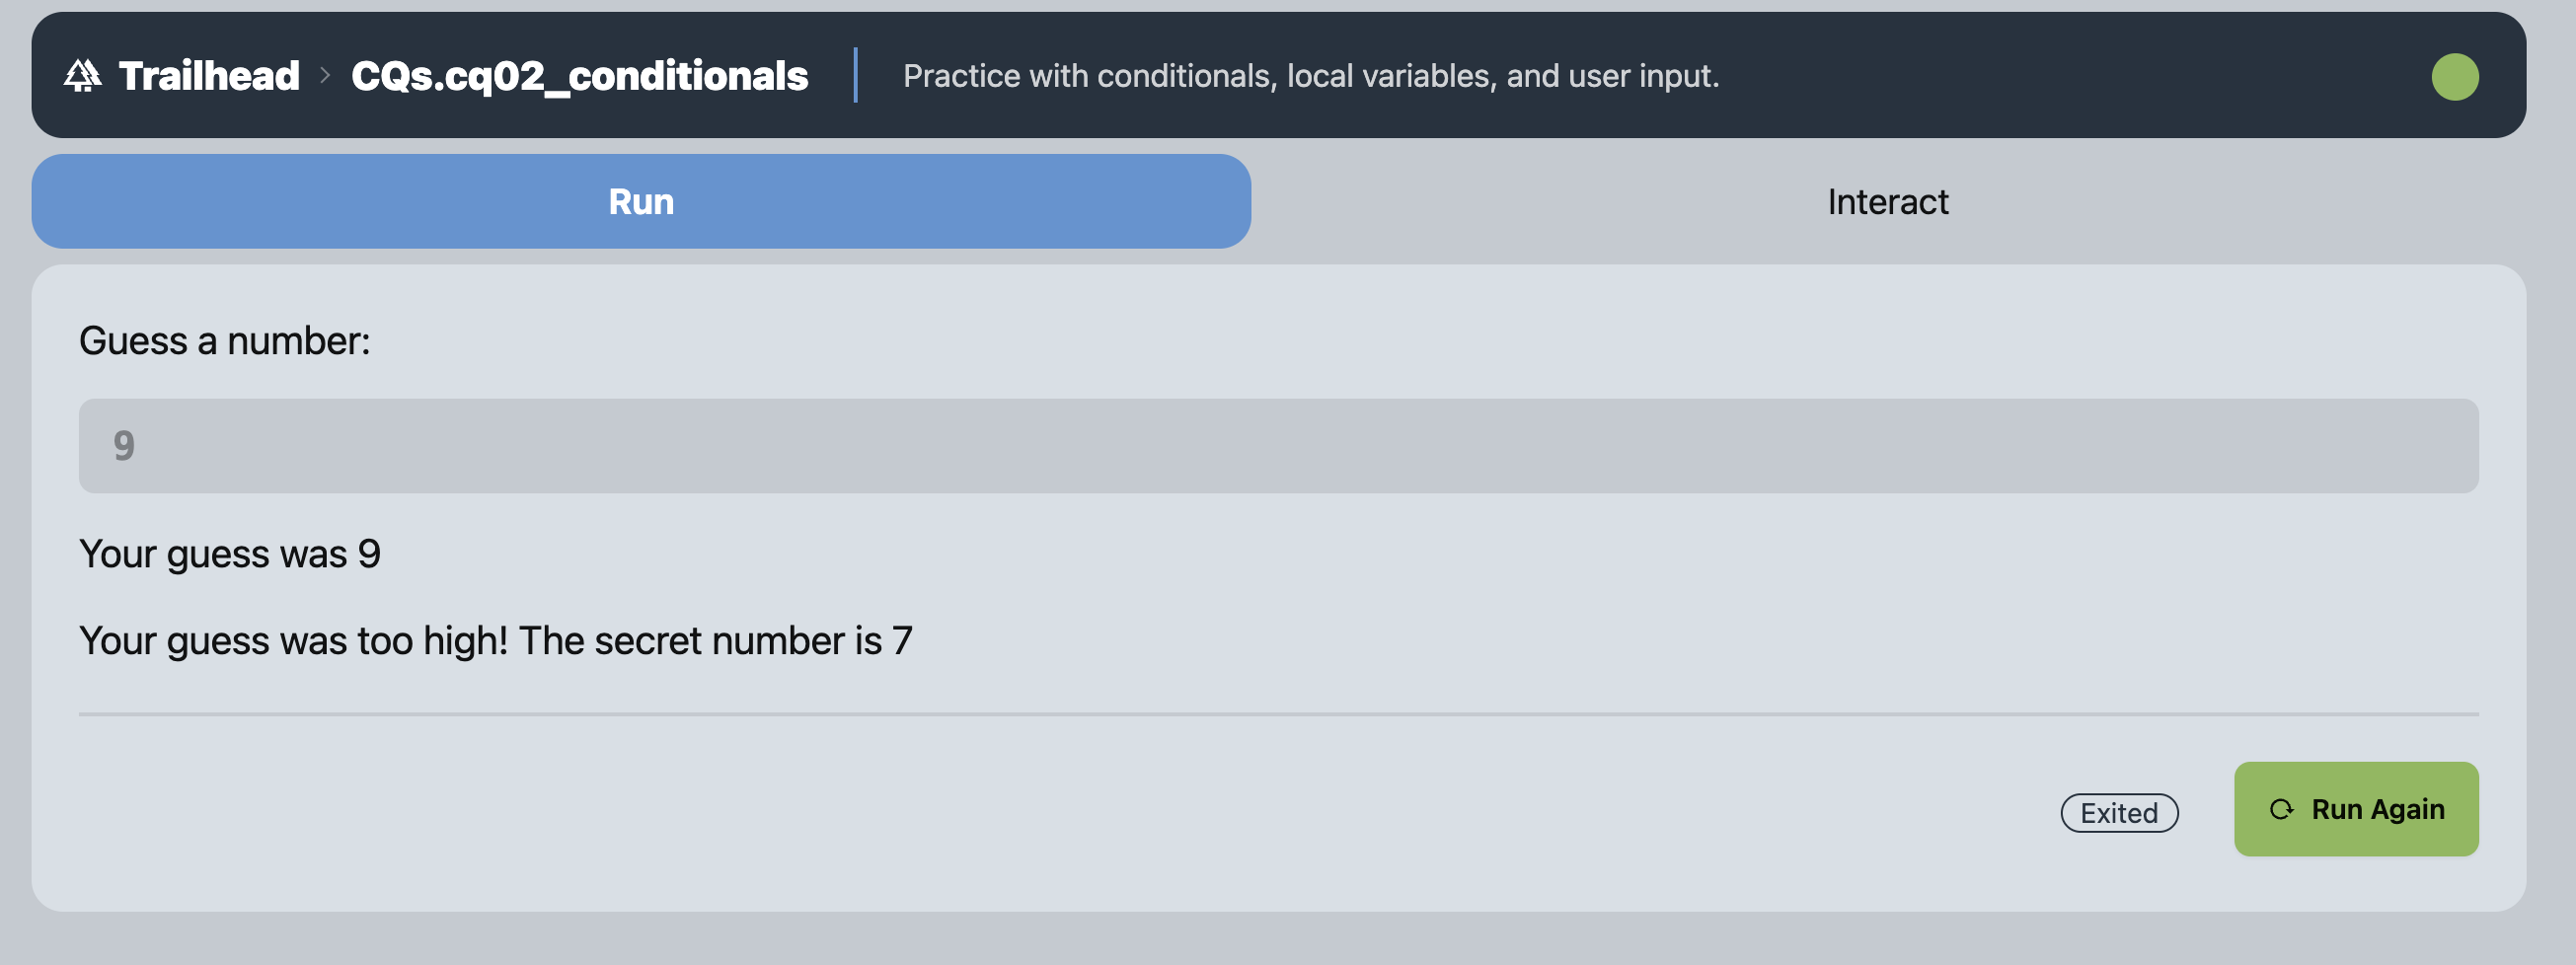 Trailhead > CQs.cq02_conditionals Practice with conditionals, local variables, and user input.
Run Interact
Guess a number:
9
Your guess was 9
Your guess was too high! The secret number is 7
Exited Run Again